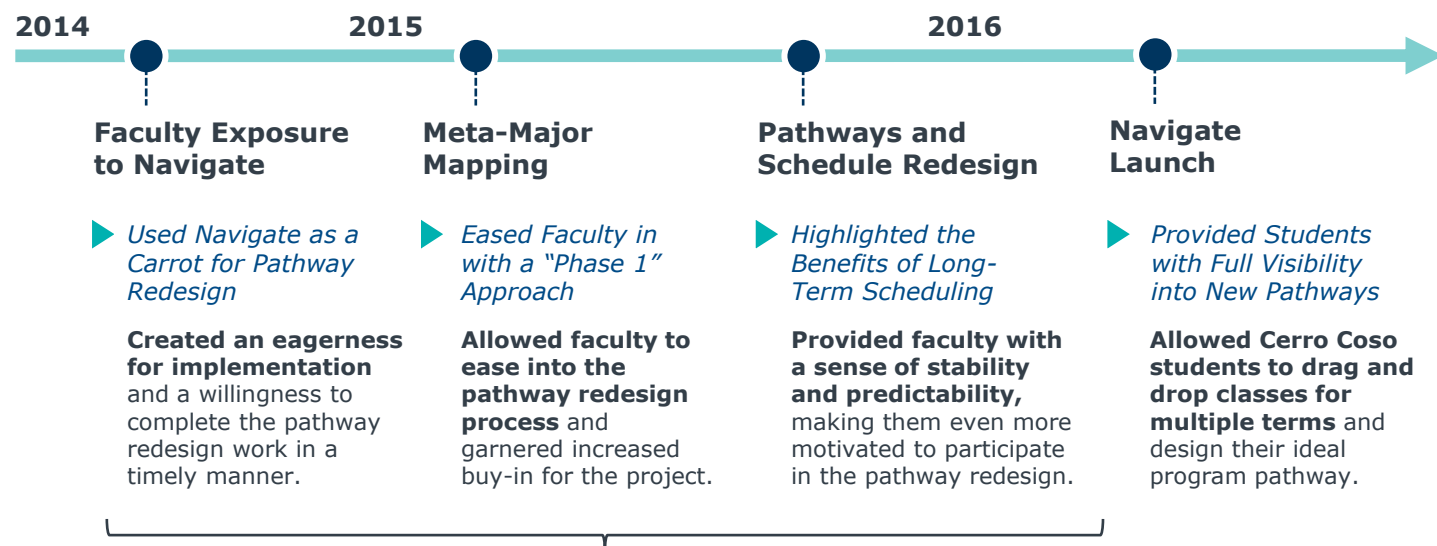 2014
2015
2016
Faculty Exposure
to Navigate
Used Navigate as a
Carrot for Pathway
Redesign
Created an eagerness
for implementation
and a willingness to
complete the pathway
redesign work in a
timely manner.
Meta-Major
Mapping
Eased Faculty in
with a “Phase 1”
Approach
Allowed faculty to
ease into the
pathway redesign
process and
garnered increased
buy-in for the project.
Pathways and
Schedule Redesign
Highlighted the
Benefits of Long-
Term Scheduling
Provided faculty with
a sense of stability
and predictability,
making them even more
motivated to participate
in the pathway redesign.
Navigate
Launch
Provided Students
with Full Visibility
into New Pathways
Allowed Cerro Coso
students to drag and
drop classes for
multiple terms and
design their ideal
program pathway.